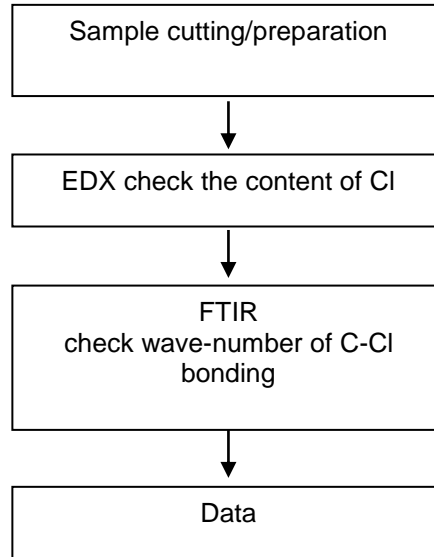 Sample cutting/preparation
EDX check the content of Cl
FTIR
check wave-number of C-Cl
bonding
Data